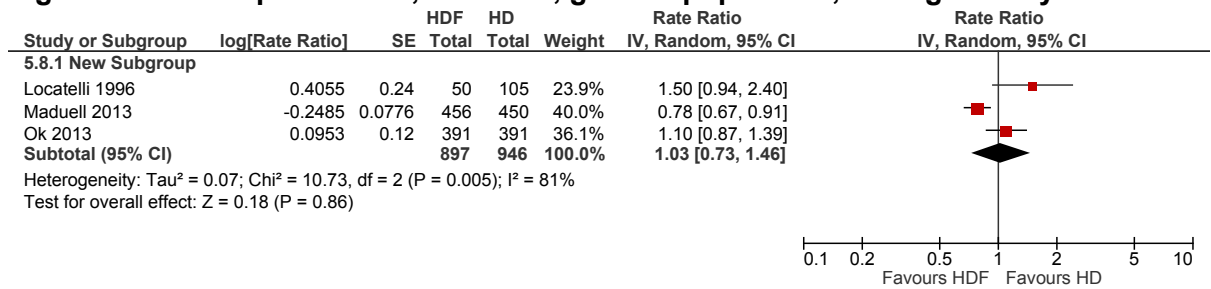 HDF HD Rate Ratio Rate Ratio
Study or Subgroup log[Rate Ratio] SE Total Total Weight IV, Random, 95% CI IV, Random, 95% CI
5.8.1 New Subgroup
Locatelli 1996 0.4055 0.24 50 105 23.9% 1.50 [0.94, 2.40]
Maduell 2013 -0.2485 0.0776 456 450 40.0% 0.78 [0.67, 0.91]
Ok 2013 0.0953 0.12 391 391 36.1% 1.10 [0.87, 1.39]
Subtotal (95% CI) 897 946 100.0% 1.03 [0.73, 1.46]
Heterogeneity: Tau² = 0.07; Chi² = 10.73, df = 2 (P = 0.005); I² = 81%
Test for overall effect: Z = 0.18 (P = 0.86)
0.1 0.2 0.5 1 2 5 10
Favours HDF Favours HD